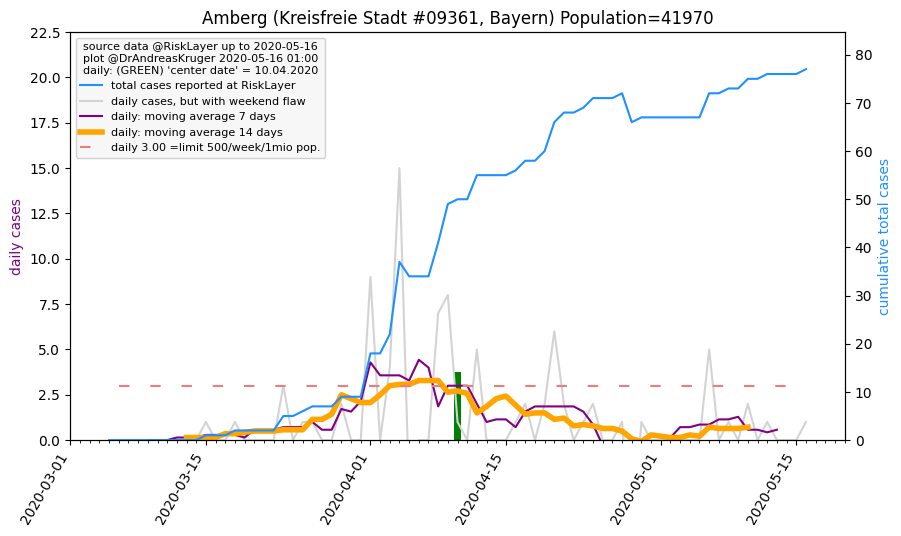 Amberg (Kreisfreie Stadt #09361, Bayern) Population=41970
source data @RiskLayer up to 2020-05-16
plot @DrAndreasKruger 2020-05-16 01:00
daily: (GREEN) 'center date' = 10.04.2020
total cases reported at RiskLayer
daily cases, but with weekend flaw
daily: moving average 7 days
daily: moving average 14 days
daily 3.00 =limit 500/week/1mio pop.
daily cases
22.5
20.0
17.5
15.0
12.5
10.0
7.5
5.0
2.5
0.0
80
70
60
50
40
30
20
10
0
cumulative total cases
2020-03-01
2020-03-15
2020-04-01
2020-04-15
2020-05-01
2020-05-15